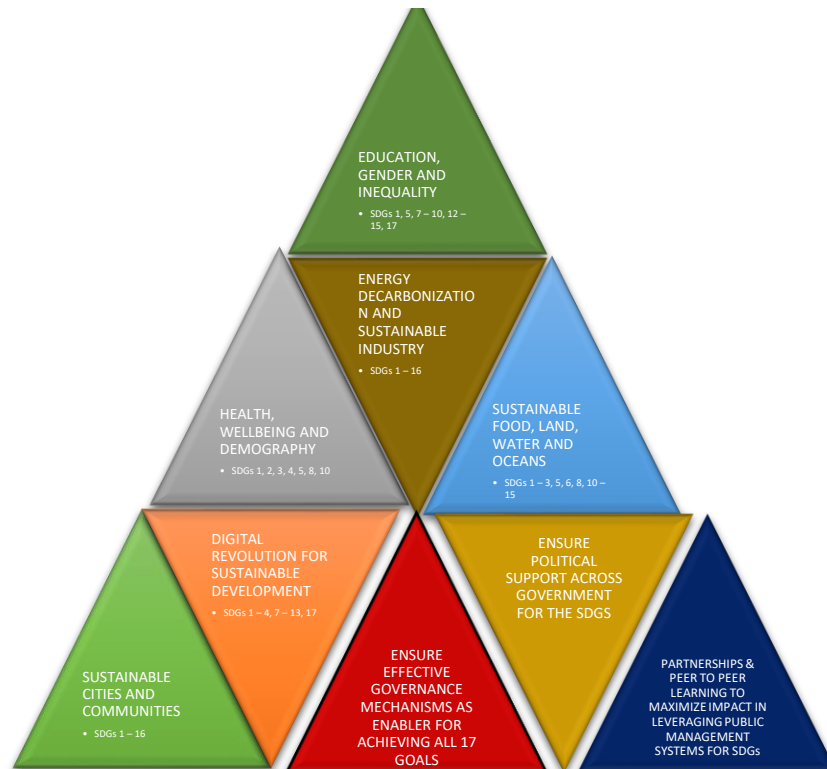 EDUCATION,
GENDER AND
INEQUALITY
• SDGs 1, 5, 7 – 10, 12 –
15, 17
ENERGY
DECARBONIZATIO
N AND
SUSTAINABLE
INDUSTRY
• SDGs 1 – 16
HEALTH,
WELLBEING AND
DEMOGRAPHY
• SDGs 1, 2, 3, 4, 5, 8, 10
SUSTAINABLE
FOOD, LAND,
WATER AND
OCEANS
• SDGs 1 – 3, 5, 6, 8, 10 –
15
SUSTAINABLE
CITIES AND
COMMUNITIES
• SDGs 1 – 16
DIGITAL
REVOLUTION FOR
SUSTAINABLE
DEVELOPMENT
• SDGs 1 – 4, 7 – 13, 17
ENSURE
EFFECTIVE
GOVERNANCE
MECHANISMS AS
ENABLER FOR
ACHIEVING ALL 17
GOALS
ENSURE
POLITICAL
SUPPORT ACROSS
GOVERNMENT
FOR THE SDGS
PARTNERSHIPS &
PEER TO PEER
LEARNING TO
MAXIMIZE IMPACT IN
LEVERAGING PUBLIC
MANAGEMENT
SYSTEMS FOR SDGs